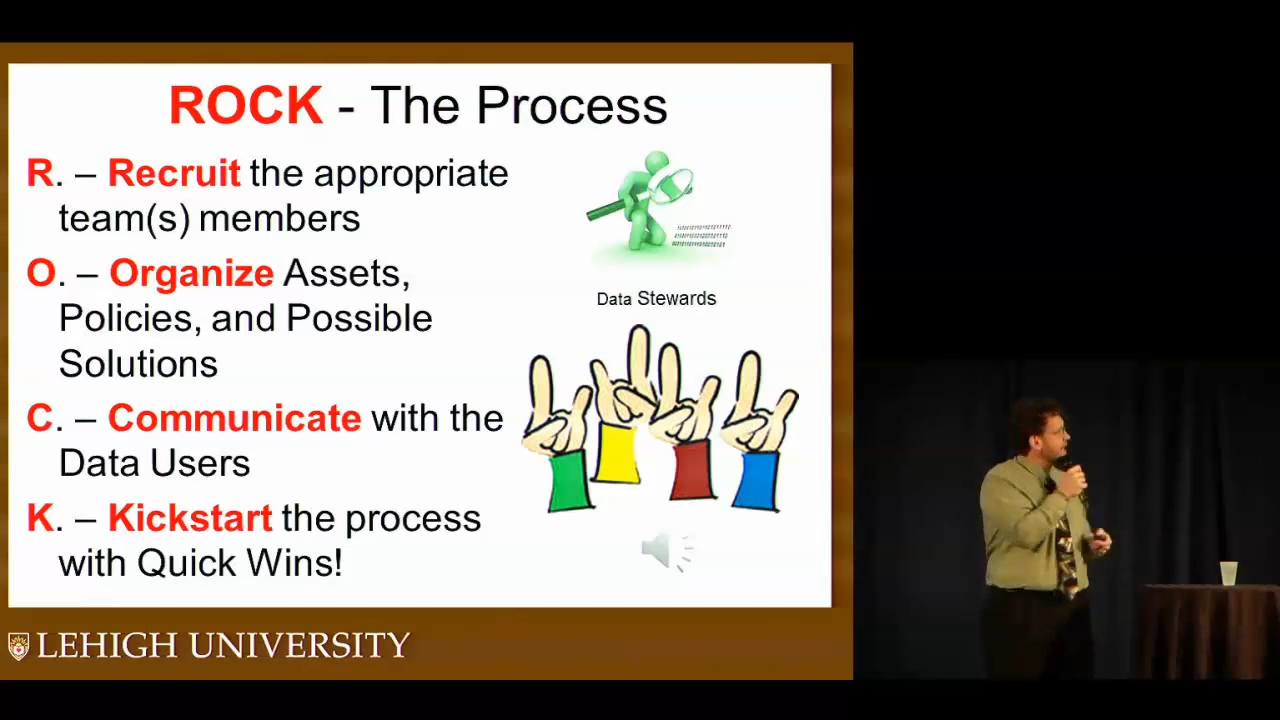 ROCK - The Process
R. – Recruit the appropriate
team(s) members
O. – Organize Assets,
Policies, and Possible
Solutions
C. – Communicate with the
Data Users
K. – Kickstart the process
with Quick Wins!
Data Stewards
LEHIGH UNIVERSITY